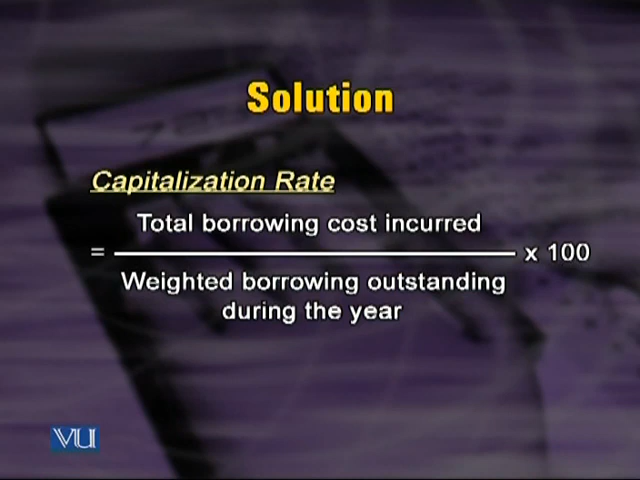 Solution
Capitalization Rate
Total borrowing cost incurred
= x 100
Weighted borrowing outstanding
during the year
VU